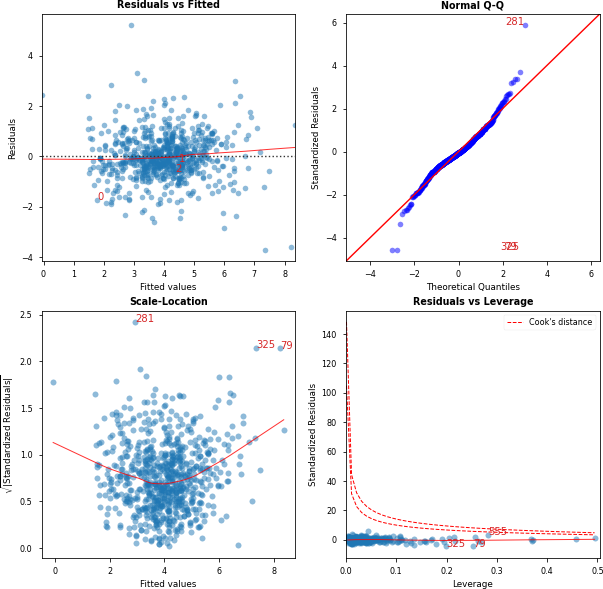 Residuals vs Fitted
Residuals
4
2
0
−2
−4
0
0 1 2 3 4 5 6 7 8
Fitted values
Normal Q-Q
Standardized Residuals
6
4
2
0
−2
−4
281
−4 −2 0 2 4 6
Theoretical Quantiles
Scale-Location
√|Standardized Residuals|
2.5
2.0
1.5
1.0
0.5
0.0
281
325
79
0 2 4 6 8
Fitted values
Residuals vs Leverage
Standardized Residuals
140
120
100
80
60
40
20
0
Cook's distance
355
325
79
0.0 0.1 0.2 0.3 0.4 0.5
Leverage